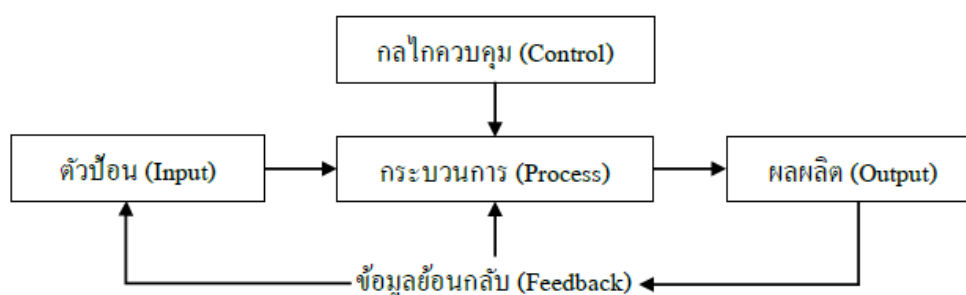 กลไกควบคุม (Control)
ตัวป้อน (Input)
กระบวนการ (Process)
ผลผลิต (Output)
ข้อมูลย้อนกลับ (Feedback)